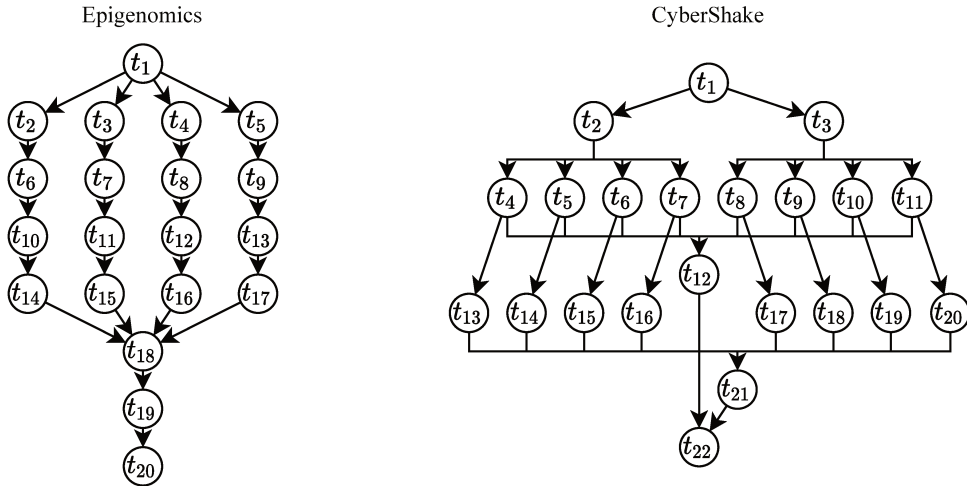 Epigenomics
t1
t2 t3 t4 t5
t6 t7 t8 t9
t10 t11 t12 t13
t14 t15 t16 t17
t18
t19
t20
CyberShake
t1
t2 t3
t4 t5 t6 t7 t8 t9 t10 t11
t12
t13 t14 t15 t16 t17 t18 t19 t20
t21
t22